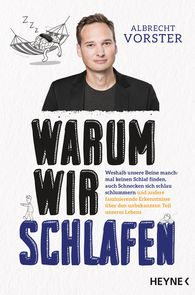 ZZZ
ALBRECHT
VORSTER
WARUM
WIR
Weshalb unsere Beine manch-
mal keinen Schlaf finden,
auch Schnecken sich schlau
schlummern und andere
faszinierende Erkenntnisse
über den unbekannten Teil
unseres Lebens
SCHLAFEN
HEYNE